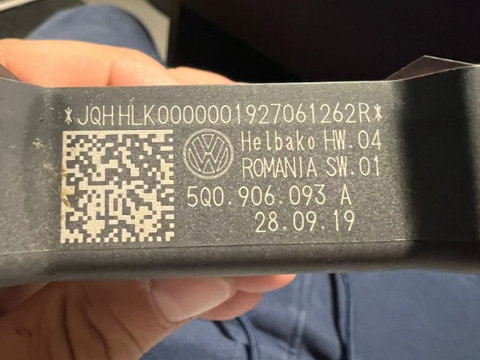 *JQHHLK0000001927061262R*
Helbako HW.04
ROMANIA SW.01
5Q0.906.093 A
28.09.19